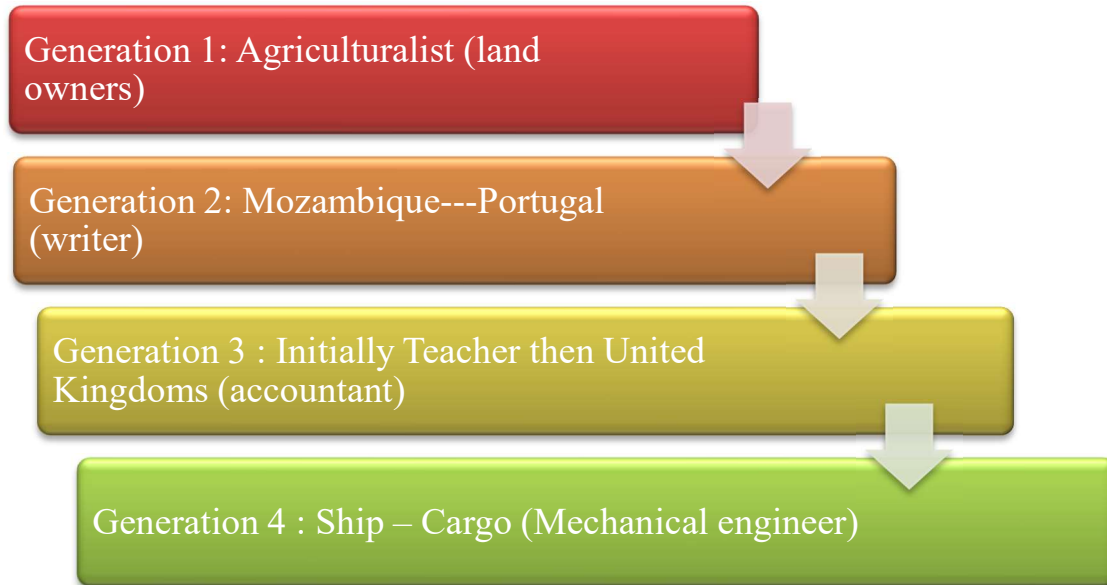 Generation 1: Agriculturalist (land
owners)
Generation 2: Mozambique---Portugal
(writer)
Generation 3 : Initially Teacher then United
Kingdoms (accountant)
Generation 4 : Ship – Cargo (Mechanical engineer)